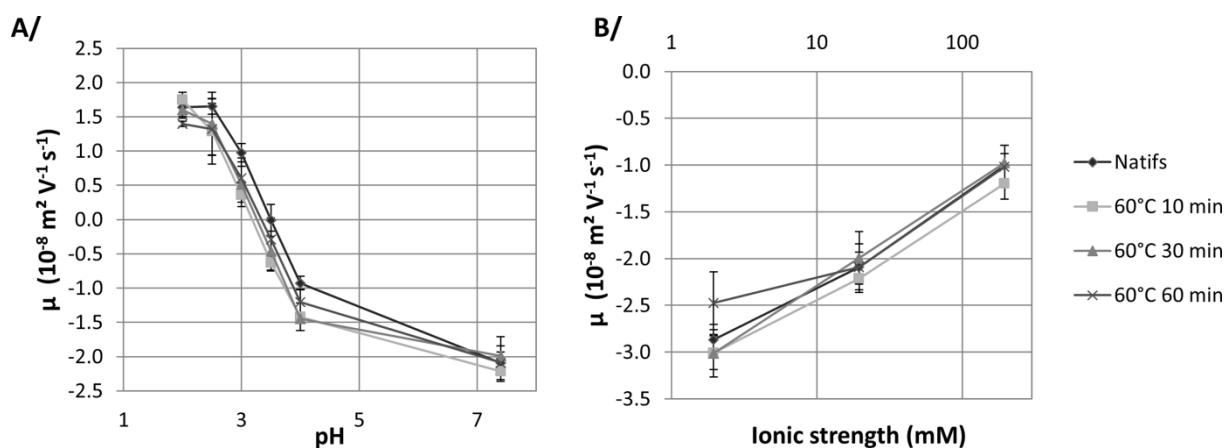 A/
2.5
2.0
1.5
1.0
0.5
0.0
-0.5
-1.0
-1.5
-2.0
-2.5
μ (10⁻⁸ m² V⁻¹ s⁻¹)
1 3 5 7
pH
B/
1 10 100
0.0
-0.5
-1.0
-1.5
-2.0
-2.5
-3.0
-3.5
μ (10⁻⁸ m² V⁻¹ s⁻¹)
Ionic strength (mM)
Natifs
60°C 10 min
60°C 30 min
60°C 60 min